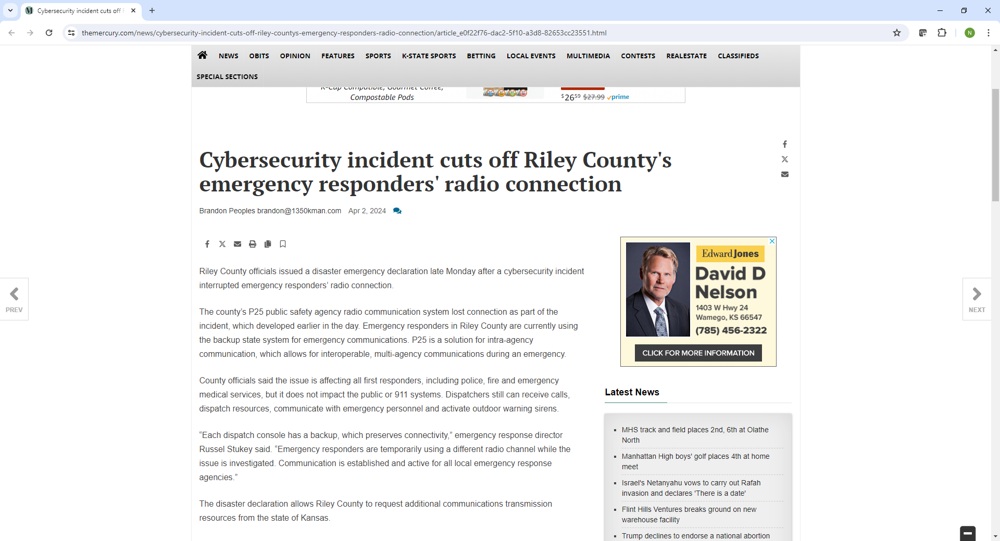 Cybersecurity incident cuts off
themercury.com/news/cybersecurity-incident-cuts-off-riley-countys-emergency-responders-radio-connection/article_e0f22f76-dac2-5f10-a3d8-82653cc23551.html
N
NEWS OBITS OPINION FEATURES SPORTS K-STATE SPORTS BETTING LOCAL EVENTS MULTIMEDIA CONTESTS REALESTATE CLASSIFIEDS
SPECIAL SECTIONS
K-Cup Compatible, Gourmet Coffee,
Compostable Pods
$26⁵⁹ $27.99 prime
Cybersecurity incident cuts off Riley County's
emergency responders' radio connection
Brandon Peoples brandon@1350kman.com Apr 2, 2024
Riley County officials issued a disaster emergency declaration late Monday after a cybersecurity incident
interrupted emergency responders’ radio connection.
The county’s P25 public safety agency radio communication system lost connection as part of the
incident, which developed earlier in the day. Emergency responders in Riley County are currently using
the backup state system for emergency communications. P25 is a solution for intra-agency
communication, which allows for interoperable, multi-agency communications during an emergency.
County officials said the issue is affecting all first responders, including police, fire and emergency
medical services, but it does not impact the public or 911 systems. Dispatchers still can receive calls,
dispatch resources, communicate with emergency personnel and activate outdoor warning sirens.
“Each dispatch console has a backup, which preserves connectivity,” emergency response director
Russel Stukey said. “Emergency responders are temporarily using a different radio channel while the
issue is investigated. Communication is established and active for all local emergency response
agencies.”
The disaster declaration allows Riley County to request additional communications transmission
resources from the state of Kansas.
PREV
NEXT
Edward Jones
David D
Nelson
1403 W Hwy 24
Wamego, KS 66547
(785) 456-2322
CLICK FOR MORE INFORMATION
Latest News
MHS track and field places 2nd, 6th at Olathe
North
Manhattan High boys' golf places 4th at home
meet
Israel's Netanyahu vows to carry out Rafah
invasion and declares 'There is a date'
Flint Hills Ventures breaks ground on new
warehouse facility
Trump declines to endorse a national abortion